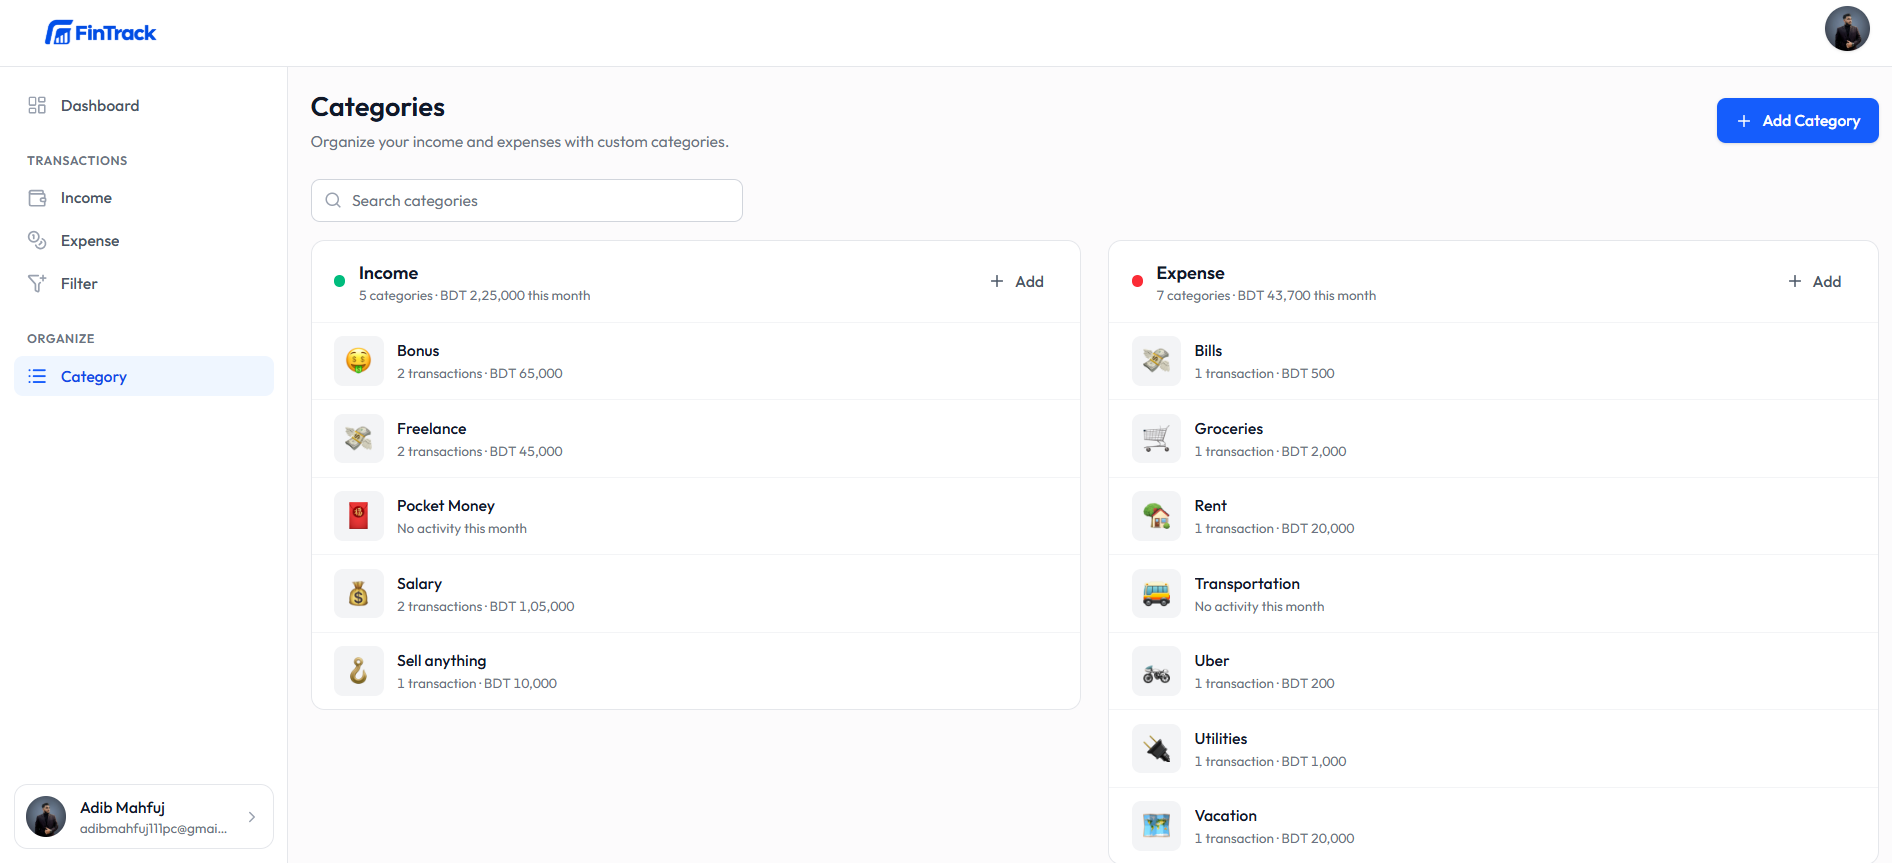 FinTrack
Dashboard
TRANSACTIONS
Income
Expense
Filter
ORGANIZE
Category
Adib Mahfuj
adibmahfuj111pc@gmai...
Categories
Organize your income and expenses with custom categories.
+ Add Category
Search categories
Income
5 categories · BDT 2,25,000 this month
+ Add
Bonus
2 transactions · BDT 65,000
Freelance
2 transactions · BDT 45,000
Pocket Money
No activity this month
Salary
2 transactions · BDT 1,05,000
Sell anything
1 transaction · BDT 10,000
Expense
7 categories · BDT 43,700 this month
+ Add
Bills
1 transaction · BDT 500
Groceries
1 transaction · BDT 2,000
Rent
1 transaction · BDT 20,000
Transportation
No activity this month
Uber
1 transaction · BDT 200
Utilities
1 transaction · BDT 1,000
Vacation
1 transaction · BDT 20,000